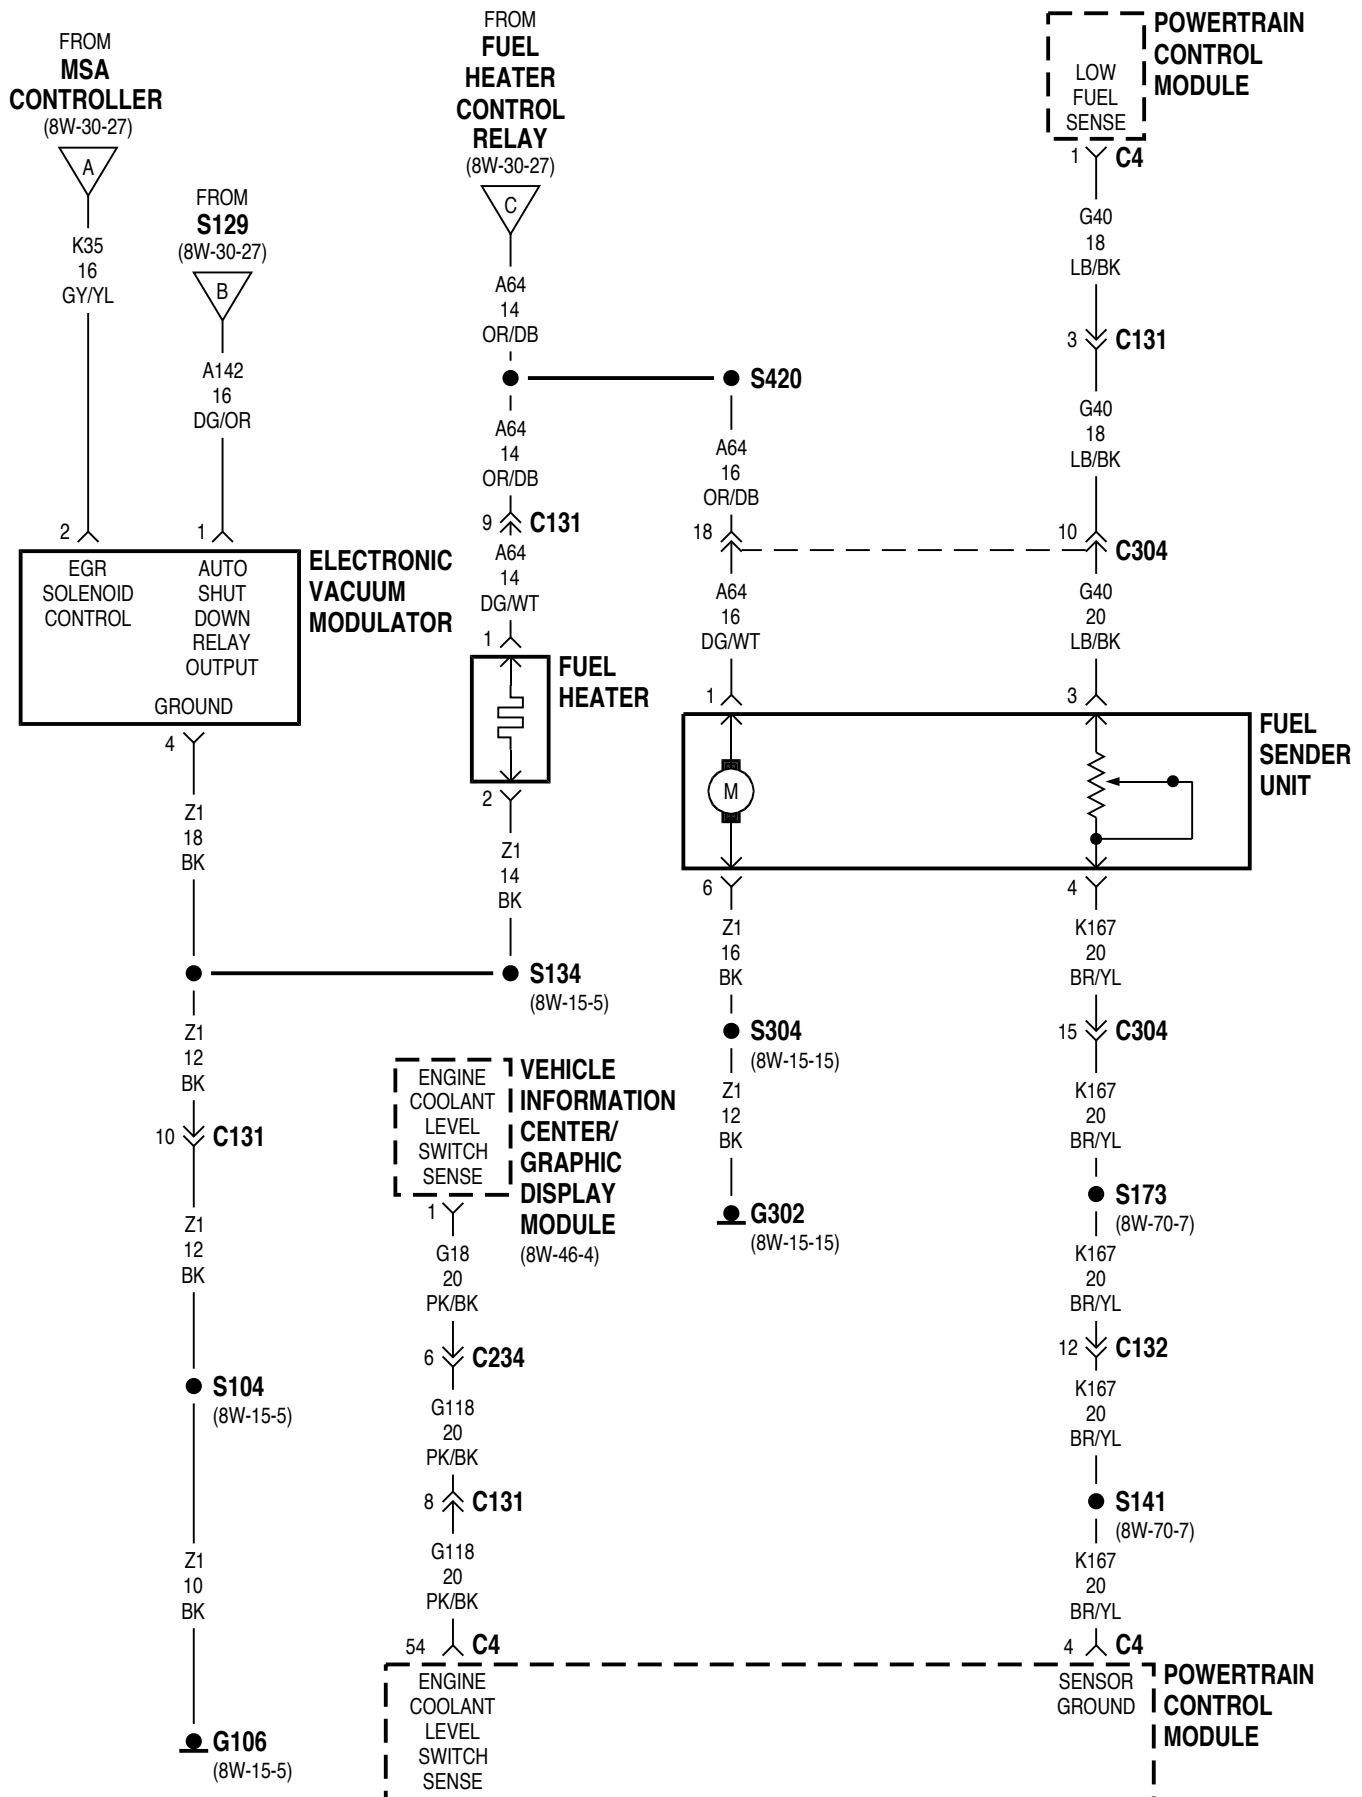 FROM
MSA
CONTROLLER
(8W-30-27)
A
K35
16
GY/YL
2
FROM
S129
(8W-30-27)
B
A142
16
DG/OR
1
EGR
SOLENOID
CONTROL
AUTO
SHUT
DOWN
RELAY
OUTPUT
GROUND
ELECTRONIC
VACUUM
MODULATOR
4
Z1
18
BK
Z1
12
BK
10 C131
Z1
12
BK
S104
(8W-15-5)
Z1
10
BK
G106
(8W-15-5)
FROM
FUEL
HEATER
CONTROL
RELAY
(8W-30-27)
C
A64
14
OR/DB
S420
A64
14
OR/DB
9 C131
A64
14
DG/WT
1
FUEL
HEATER
2
Z1
14
BK
S134
(8W-15-5)
ENGINE
COOLANT
LEVEL
SWITCH
SENSE
VEHICLE
INFORMATION
CENTER/
GRAPHIC
DISPLAY
MODULE
(8W-46-4)
1
G18
20
PK/BK
6 C234
G118
20
PK/BK
8 C131
G118
20
PK/BK
54 C4
ENGINE
COOLANT
LEVEL
SWITCH
SENSE
A64
16
OR/DB
18
A64
16
DG/WT
1
M
6
Z1
16
BK
S304
(8W-15-15)
Z1
12
BK
G302
(8W-15-15)
LOW
FUEL
SENSE
POWERTRAIN
CONTROL
MODULE
1 C4
G40
18
LB/BK
3 C131
G40
18
LB/BK
10 C304
G40
20
LB/BK
3
FUEL
SENDER
UNIT
4
K167
20
BR/YL
15 C304
K167
20
BR/YL
S173
(8W-70-7)
K167
20
BR/YL
12 C132
K167
20
BR/YL
S141
(8W-70-7)
K167
20
BR/YL
4 C4
SENSOR
GROUND
POWERTRAIN
CONTROL
MODULE